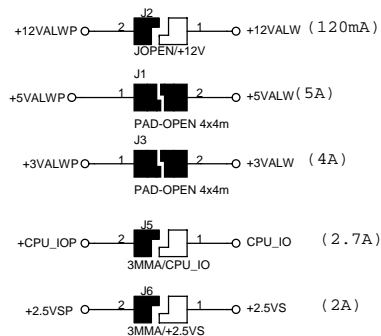 J2
+12VALWP 2 1 +12VALW (120mA)
JOPEN/+12V
J1
+5VALWP 1 2 +5VALW (5A)
PAD-OPEN 4x4m
J3
+3VALWP 1 2 +3VALW (4A)
PAD-OPEN 4x4m
J5
+CPU_IOP 2 1 CPU_IO (2.7A)
3MMA/CPU_IO
J6
+2.5VSP 2 1 +2.5VS (2A)
3MMA/+2.5VS